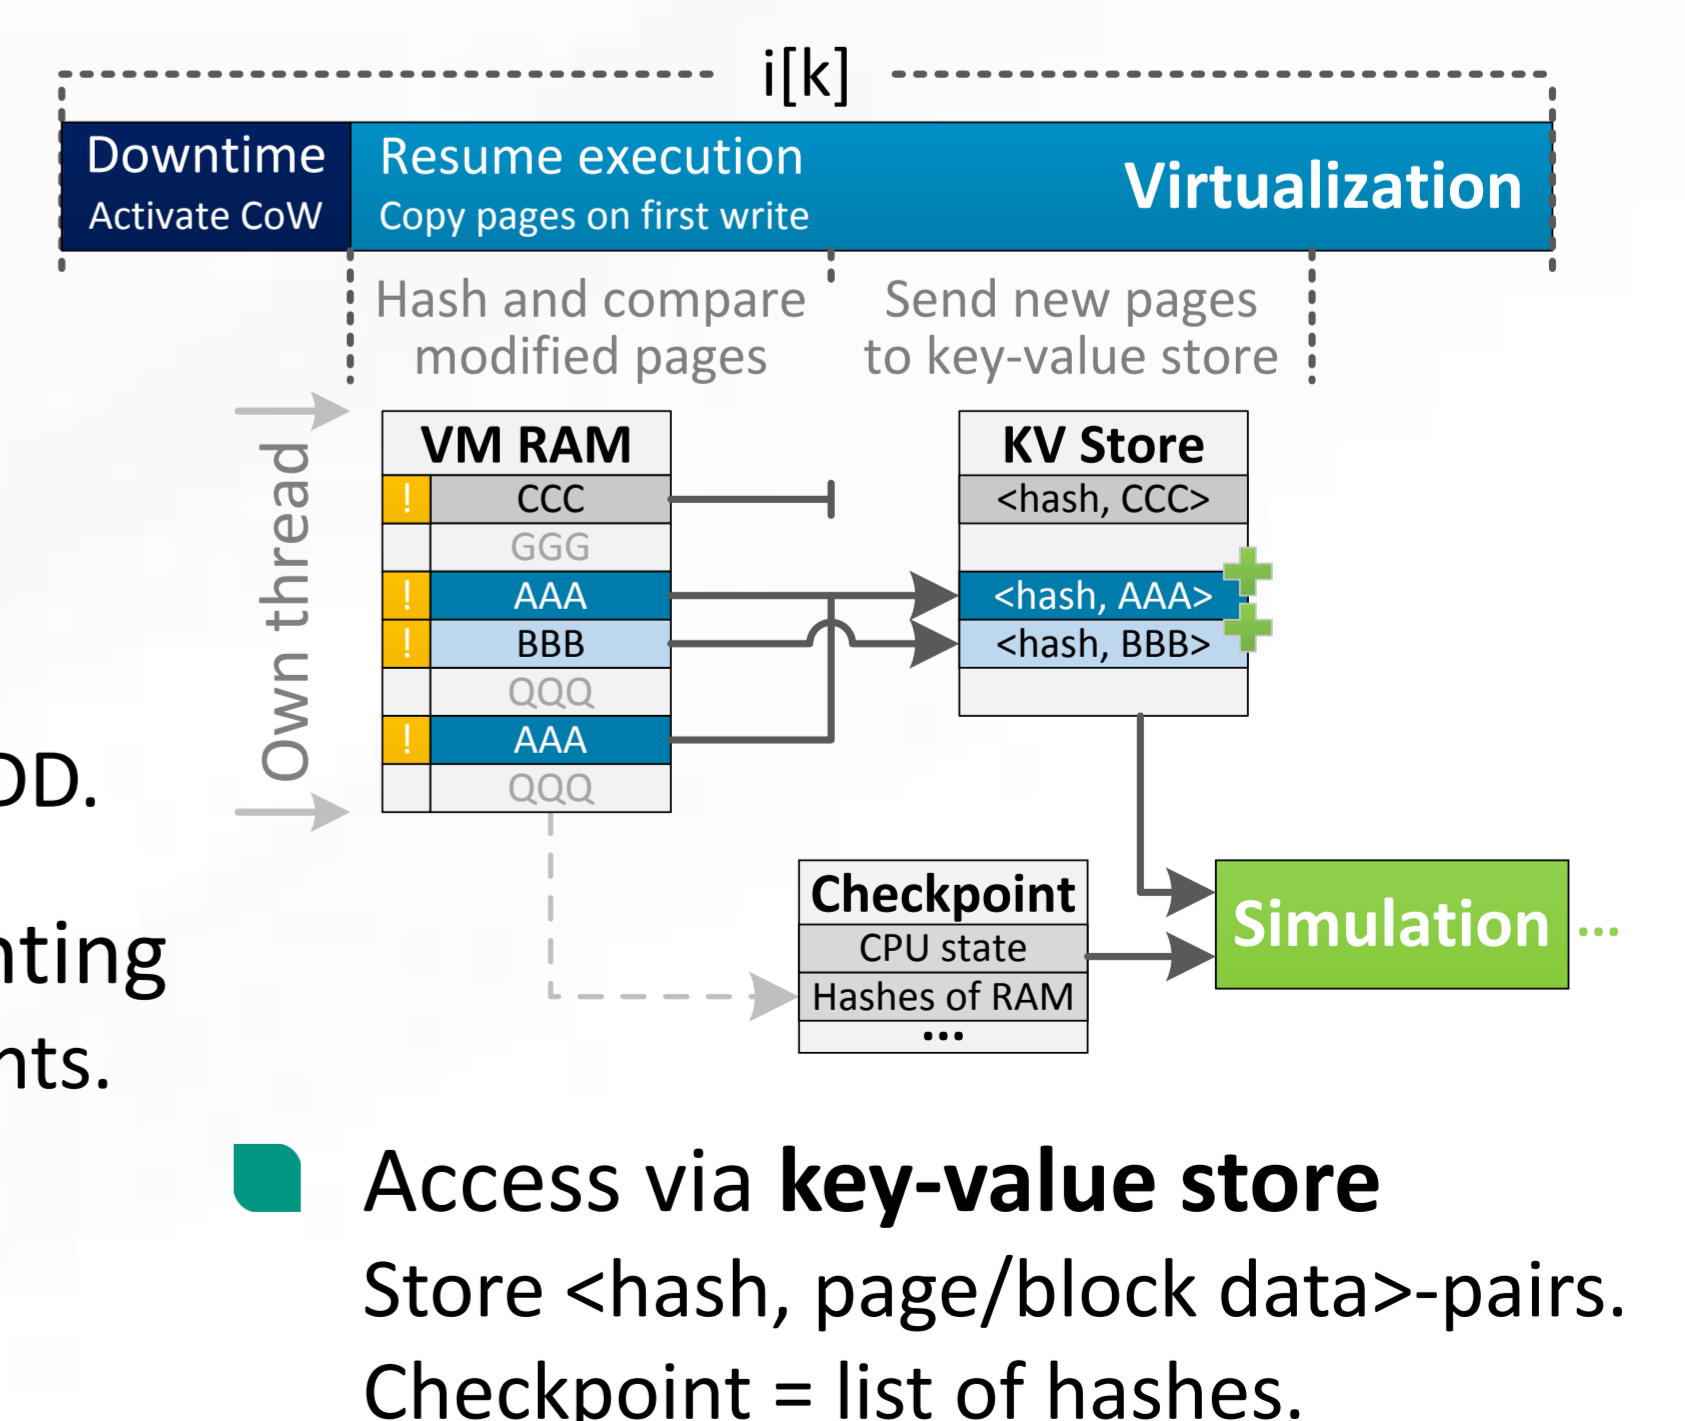 i[k]
Downtime
Activate CoW
Resume execution
Copy pages on first write
Virtualization
Hash and compare
modified pages
Send new pages
to key-value store
Own thread
VM RAM
! CCC
GGG
! AAA
! BBB
QQQ
! AAA
QQQ
KV Store
<hash, CCC>
<hash, AAA>
<hash, BBB>
DD.
nting
nts.
Checkpoint
CPU state
Hashes of RAM
...
Simulation ...
Access via key-value store
Store <hash, page/block data>-pairs.
Checkpoint = list of hashes.